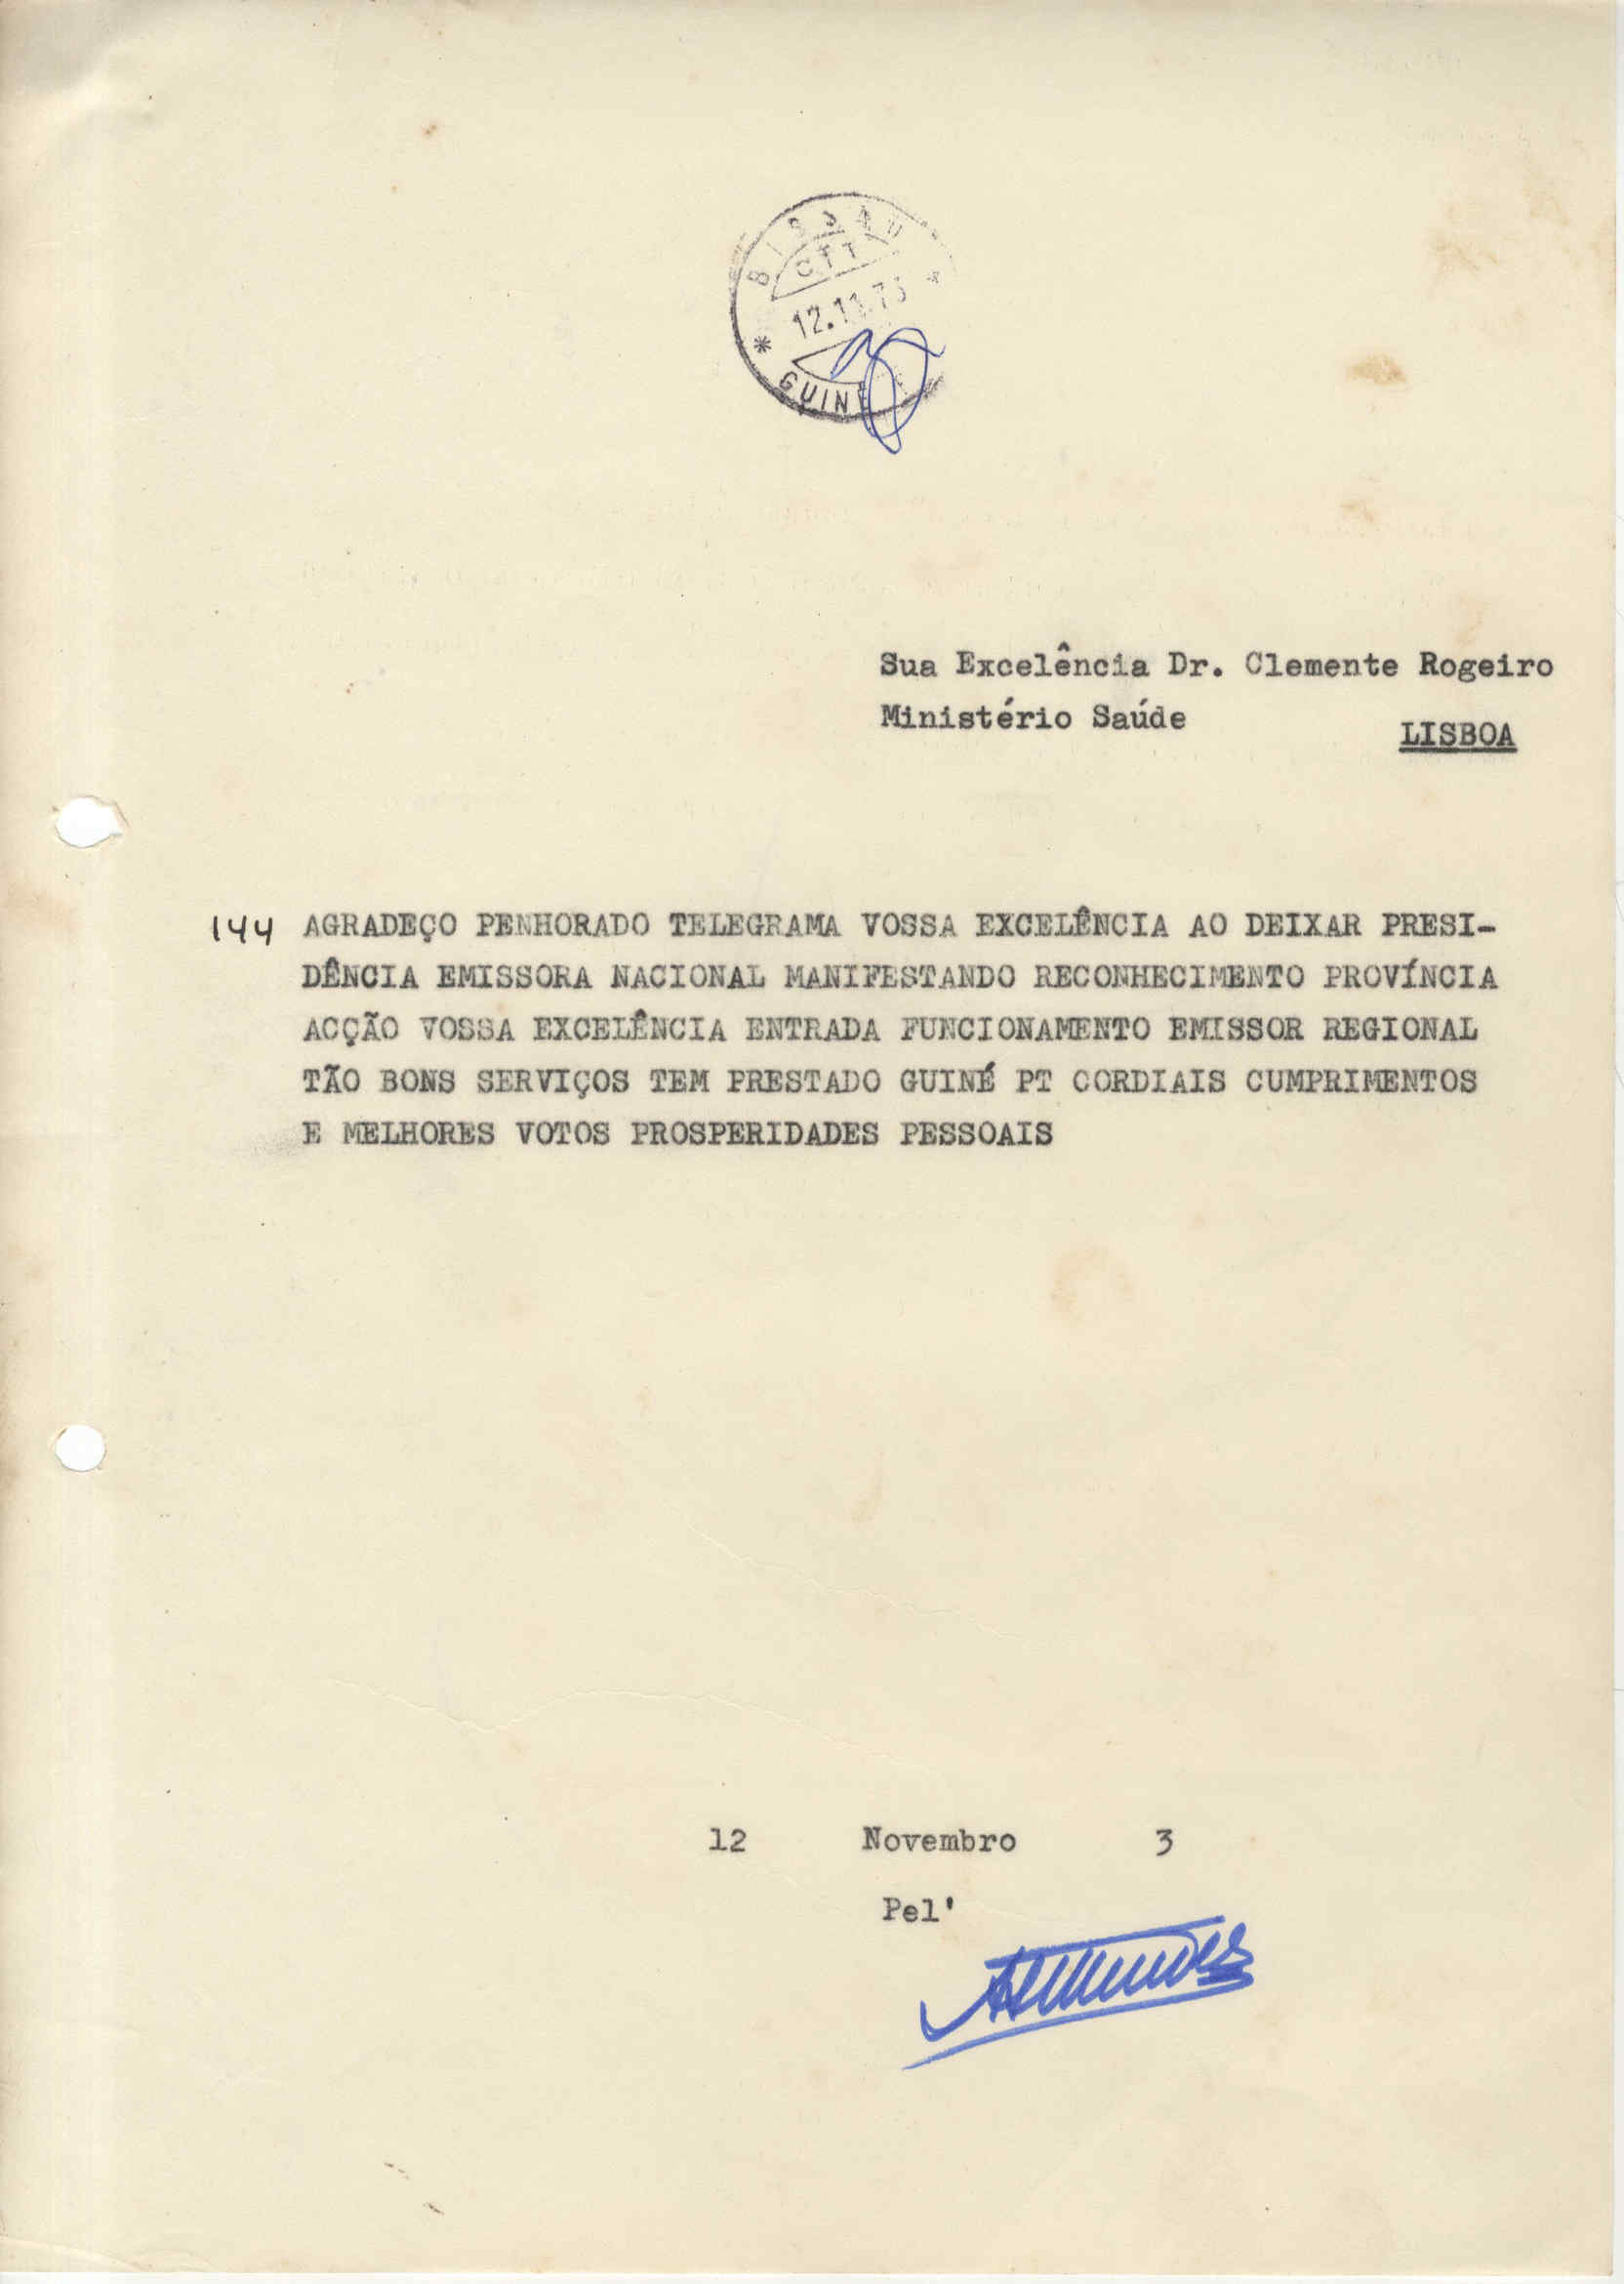 BISSAU
CTT
12.11.73
GUINÉ
Sua Excelência Dr. Clemente Rogeiro
Ministério Saúde
LISBOA
144 AGRADEÇO PENHORADO TELEGRAMA VOSSA EXCELÊNCIA AO DEIXAR PRESI-
DÊNCIA EMISSORA NACIONAL MANIFESTANDO RECONHECIMENTO PROVÍNCIA
ACÇÃO VOSSA EXCELÊNCIA ENTRADA FUNCIONAMENTO EMISSOR REGIONAL
TÃO BONS SERVIÇOS TEM PRESTADO GUINÉ PT CORDIAIS CUMPRIMENTOS
E MELHORES VOTOS PROSPERIDADES PESSOAIS
12 Novembro 3
Pel'